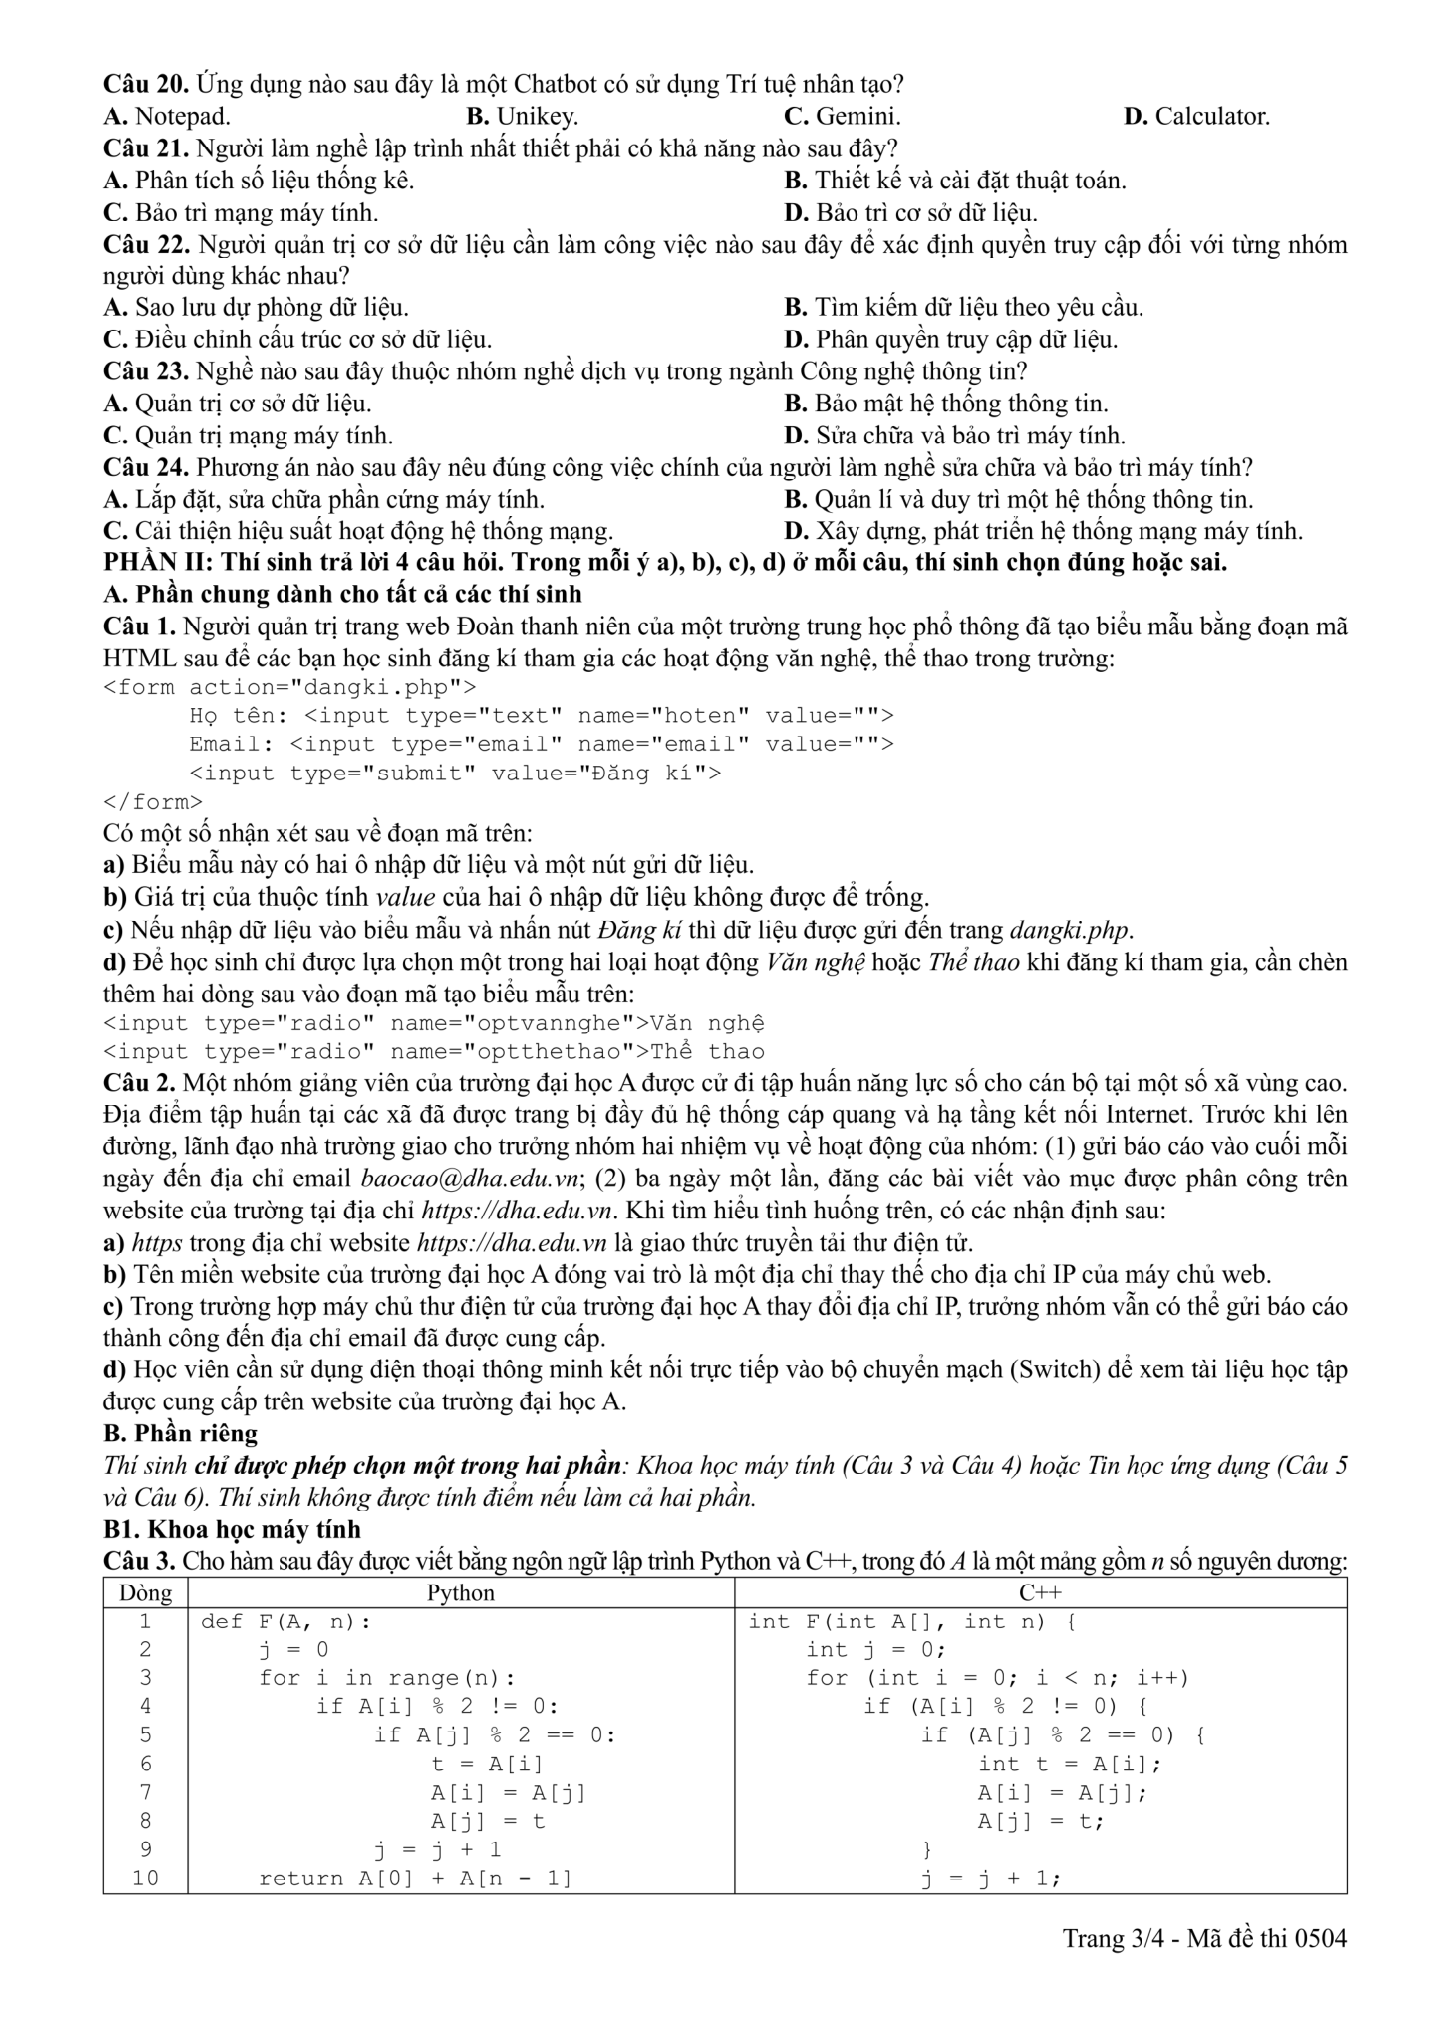 Câu 20. Ứng dụng nào sau đây là một Chatbot có sử dụng Trí tuệ nhân tạo?
A. Notepad. B. Unikey. C. Gemini. D. Calculator.
Câu 21. Người làm nghề lập trình nhất thiết phải có khả năng nào sau đây?
A. Phân tích số liệu thống kê. B. Thiết kế và cài đặt thuật toán.
C. Bảo trì mạng máy tính. D. Bảo trì cơ sở dữ liệu.
Câu 22. Người quản trị cơ sở dữ liệu cần làm công việc nào sau đây để xác định quyền truy cập đối với từng nhóm
người dùng khác nhau?
A. Sao lưu dự phòng dữ liệu. B. Tìm kiếm dữ liệu theo yêu cầu.
C. Điều chỉnh cấu trúc cơ sở dữ liệu. D. Phân quyền truy cập dữ liệu.
Câu 23. Nghề nào sau đây thuộc nhóm nghề dịch vụ trong ngành Công nghệ thông tin?
A. Quản trị cơ sở dữ liệu. B. Bảo mật hệ thống thông tin.
C. Quản trị mạng máy tính. D. Sửa chữa và bảo trì máy tính.
Câu 24. Phương án nào sau đây nêu đúng công việc chính của người làm nghề sửa chữa và bảo trì máy tính?
A. Lắp đặt, sửa chữa phần cứng máy tính. B. Quản lí và duy trì một hệ thống thông tin.
C. Cải thiện hiệu suất hoạt động hệ thống mạng. D. Xây dựng, phát triển hệ thống mạng máy tính.
PHẦN II: Thí sinh trả lời 4 câu hỏi. Trong mỗi ý a), b), c), d) ở mỗi câu, thí sinh chọn đúng hoặc sai.
A. Phần chung dành cho tất cả các thí sinh
Câu 1. Người quản trị trang web Đoàn thanh niên của một trường trung học phổ thông đã tạo biểu mẫu bằng đoạn mã
HTML sau để các bạn học sinh đăng kí tham gia các hoạt động văn nghệ, thể thao trong trường:
<form action="dangki.php">
Họ tên: <input type="text" name="hoten" value="">
Email: <input type="email" name="email" value="">
<input type="submit" value="Đăng kí">
</form>
Có một số nhận xét sau về đoạn mã trên:
a) Biểu mẫu này có hai ô nhập dữ liệu và một nút gửi dữ liệu.
b) Giá trị của thuộc tính value của hai ô nhập dữ liệu không được để trống.
c) Nếu nhập dữ liệu vào biểu mẫu và nhấn nút Đăng kí thì dữ liệu được gửi đến trang dangki.php.
d) Để học sinh chỉ được lựa chọn một trong hai loại hoạt động Văn nghệ hoặc Thể thao khi đăng kí tham gia, cần chèn
thêm hai dòng sau vào đoạn mã tạo biểu mẫu trên:
<input type="radio" name="optvannghe">Văn nghệ
<input type="radio" name="optthethao">Thể thao
Câu 2. Một nhóm giảng viên của trường đại học A được cử đi tập huấn năng lực số cho cán bộ tại một số xã vùng cao.
Địa điểm tập huấn tại các xã đã được trang bị đầy đủ hệ thống cáp quang và hạ tầng kết nối Internet. Trước khi lên
đường, lãnh đạo nhà trường giao cho trưởng nhóm hai nhiệm vụ về hoạt động của nhóm: (1) gửi báo cáo vào cuối mỗi
ngày đến địa chỉ email baocao@dha.edu.vn; (2) ba ngày một lần, đăng các bài viết vào mục được phân công trên
website của trường tại địa chỉ https://dha.edu.vn. Khi tìm hiểu tình huống trên, có các nhận định sau:
a) https trong địa chỉ website https://dha.edu.vn là giao thức truyền tải thư điện tử.
b) Tên miền website của trường đại học A đóng vai trò là một địa chỉ thay thế cho địa chỉ IP của máy chủ web.
c) Trong trường hợp máy chủ thư điện tử của trường đại học A thay đổi địa chỉ IP, trưởng nhóm vẫn có thể gửi báo cáo
thành công đến địa chỉ email đã được cung cấp.
d) Học viên cần sử dụng điện thoại thông minh kết nối trực tiếp vào bộ chuyển mạch (Switch) để xem tài liệu học tập
được cung cấp trên website của trường đại học A.
B. Phần riêng
Thí sinh chỉ được phép chọn một trong hai phần: Khoa học máy tính (Câu 3 và Câu 4) hoặc Tin học ứng dụng (Câu 5
và Câu 6). Thí sinh không được tính điểm nếu làm cả hai phần.
B1. Khoa học máy tính
Câu 3. Cho hàm sau đây được viết bằng ngôn ngữ lập trình Python và C++, trong đó A là một mảng gồm n số nguyên dương:
Dòng Python C++
1 def F(A, n): int F(int A[], int n) {
2 j = 0 int j = 0;
3 for i in range(n): for (int i = 0; i < n; i++)
4 if A[i] % 2 != 0: if (A[i] % 2 != 0) {
5 if A[j] % 2 == 0: if (A[j] % 2 == 0) {
6 t = A[i] int t = A[i];
7 A[i] = A[j] A[i] = A[j];
8 A[j] = t A[j] = t;
9 j = j + 1 }
10 return A[0] + A[n - 1] j = j + 1;
Trang 3/4 - Mã đề thi 0504